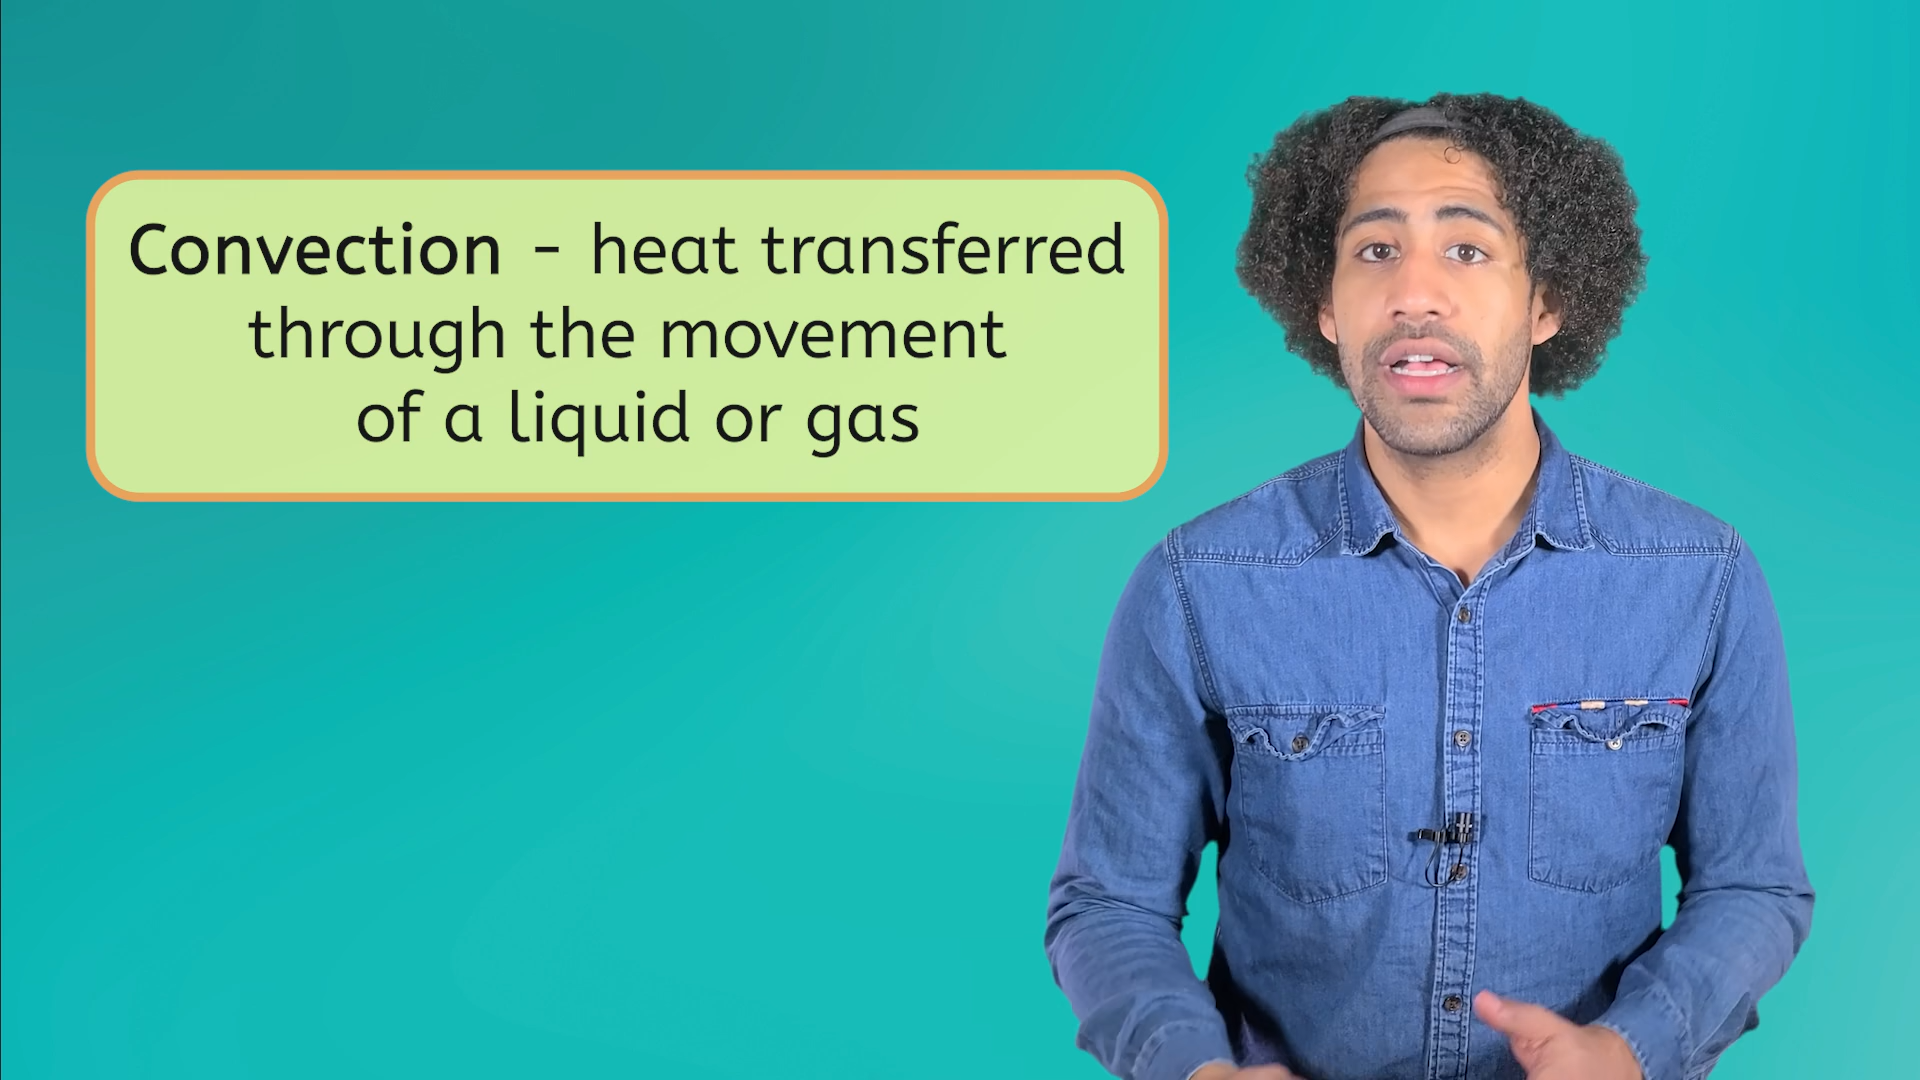 Convection - heat transferred
through the movement
of a liquid or gas